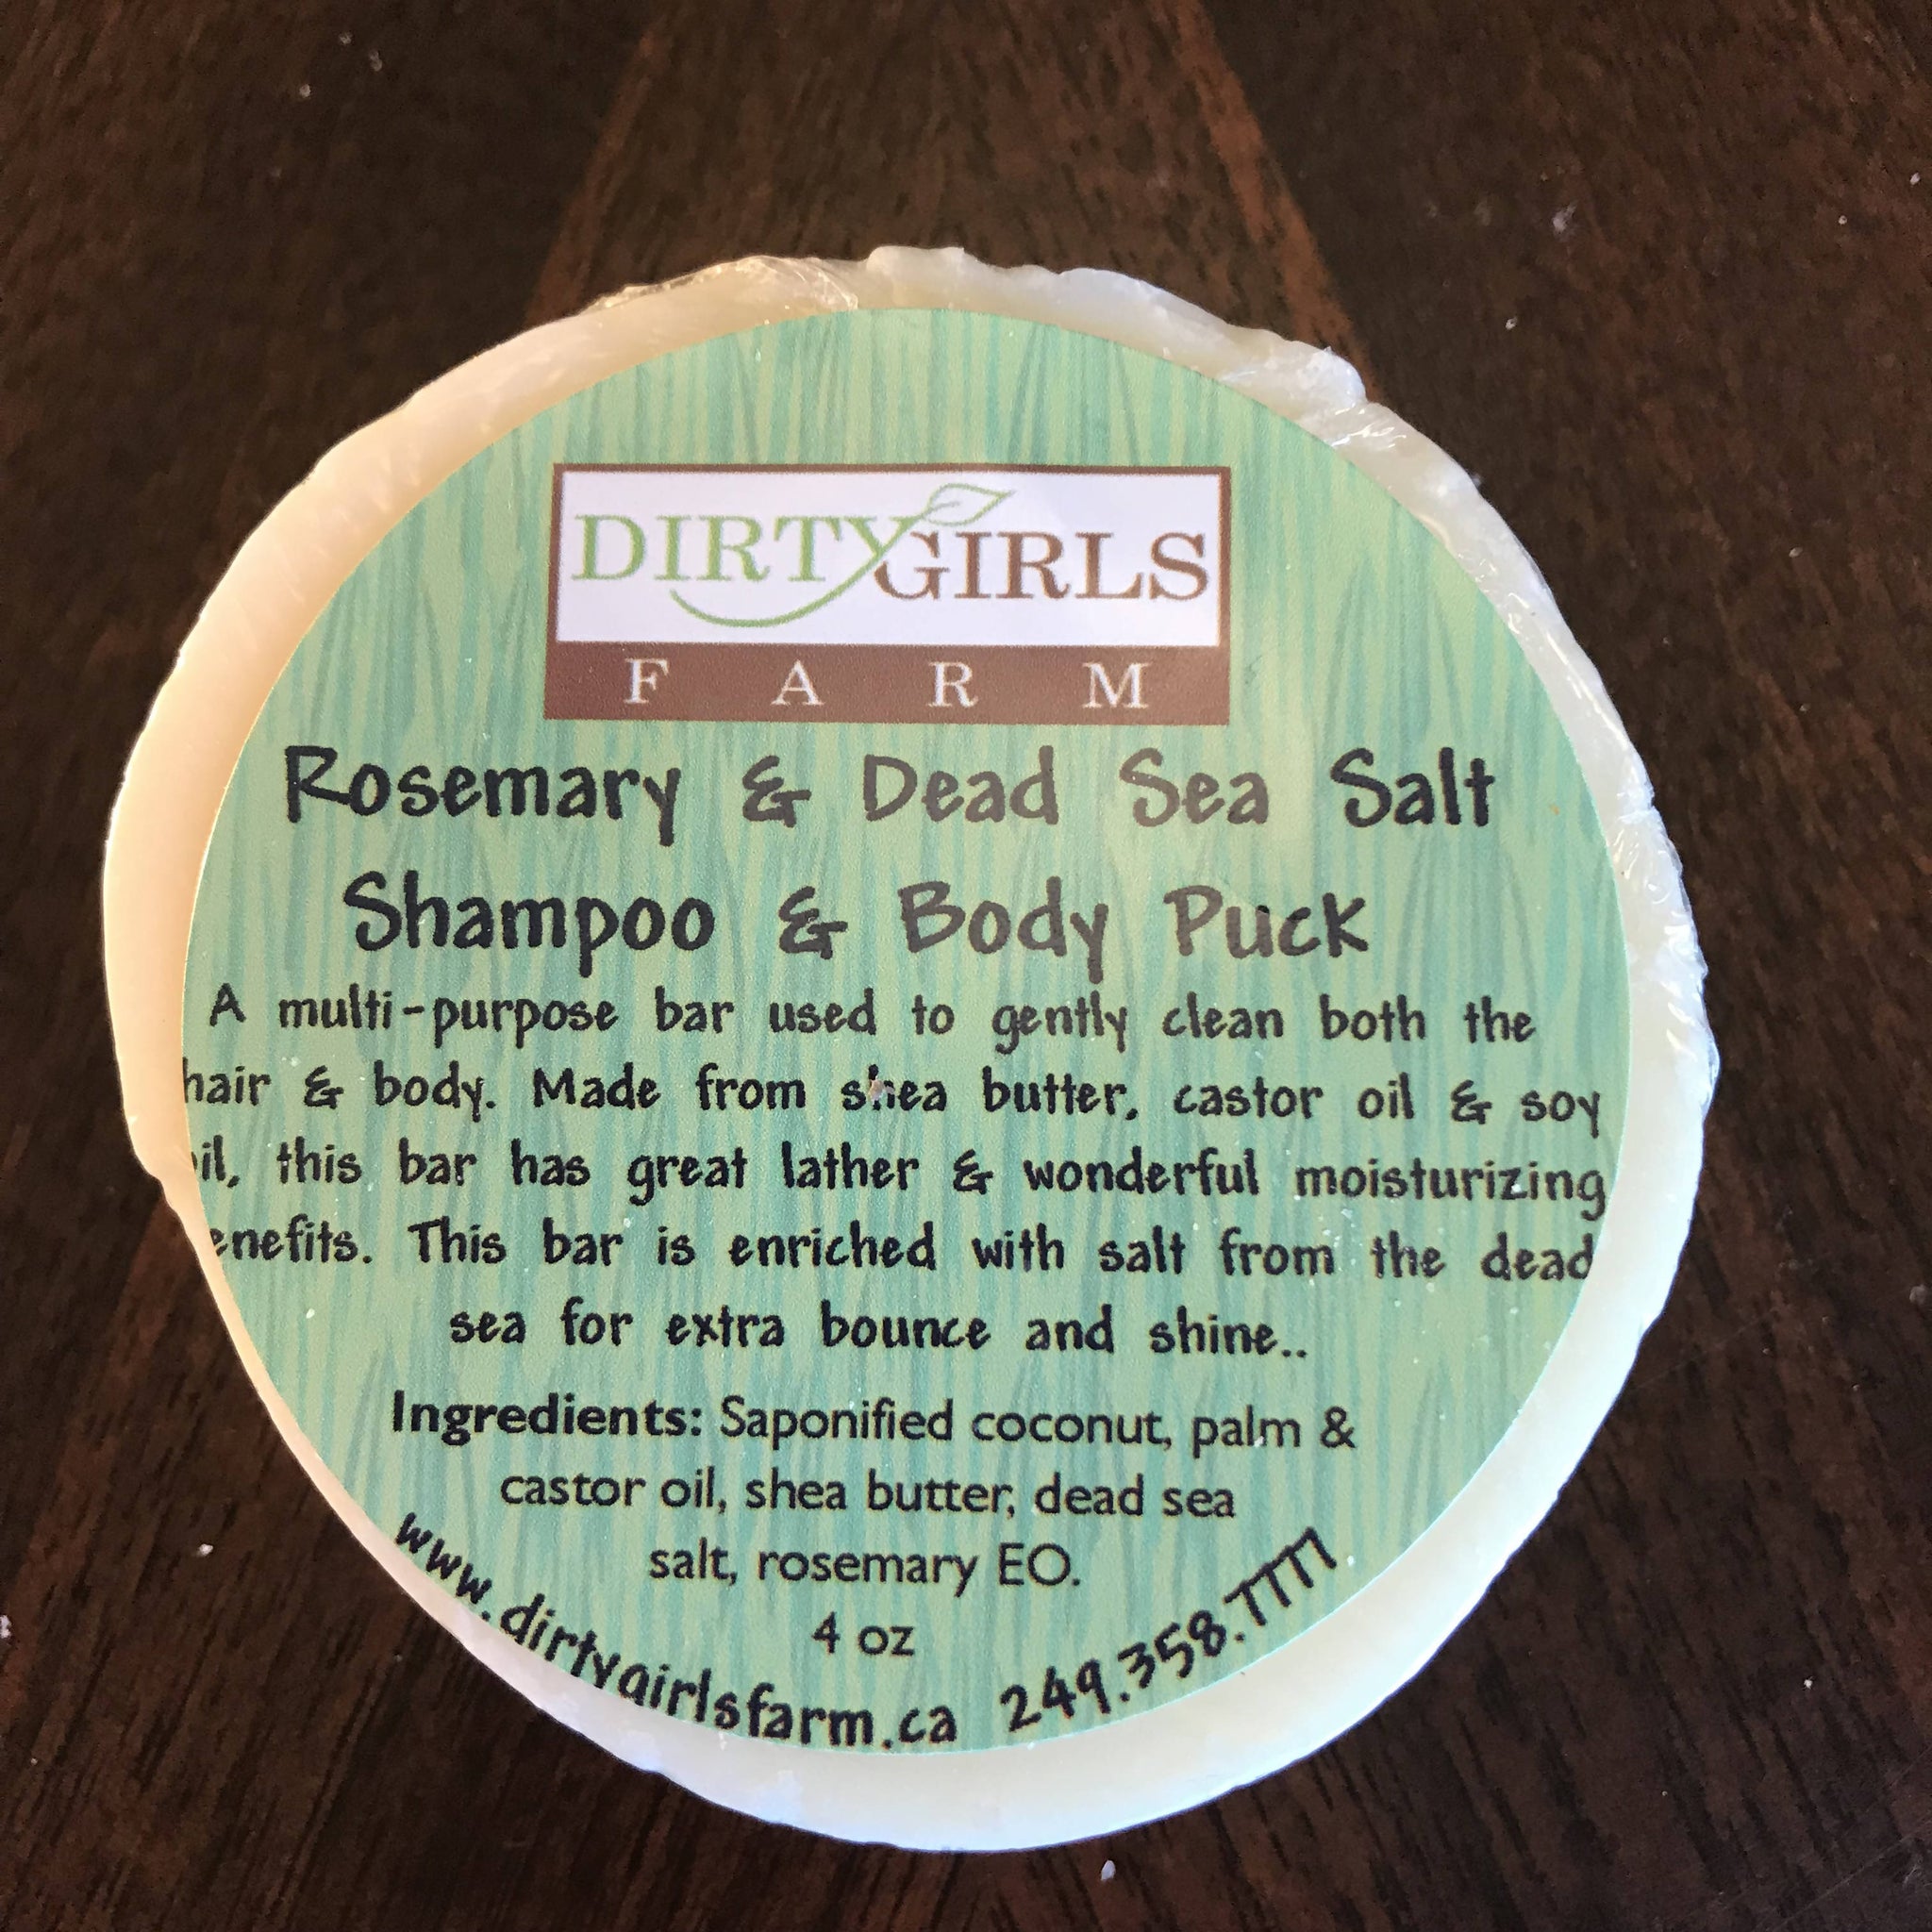 DIRTYGIRLS
FARM
Rosemary & Dead Sea Salt
Shampoo & Body Puck
A multi-purpose bar used to gently clean both the
hair & body. Made from shea butter, castor oil & soy
oil, this bar has great lather & wonderful moisturizing
enefits. This bar is enriched with salt from the dead
sea for extra bounce and shine..
Ingredients: Saponified coconut, palm &
castor oil, shea butter, dead sea
salt, rosemary EO.
4 oz
www.dirtygirlsfarm.ca 249.358.7777